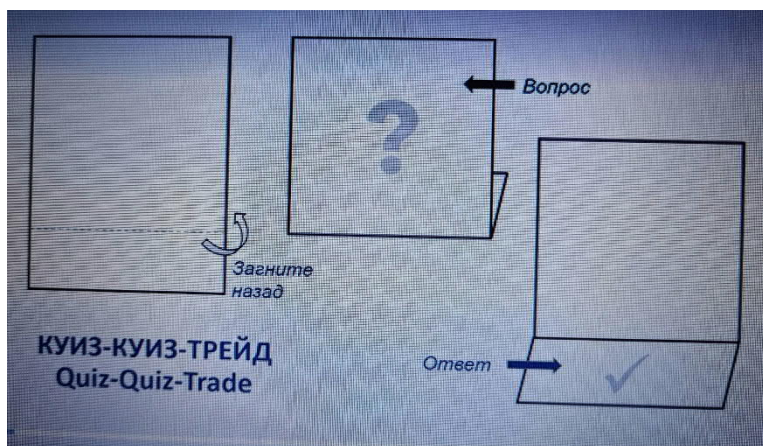 ?
Вопрос
Загните
назад
КУИЗ-КУИЗ-ТРЕЙД
Quiz-Quiz-Trade
Ответ